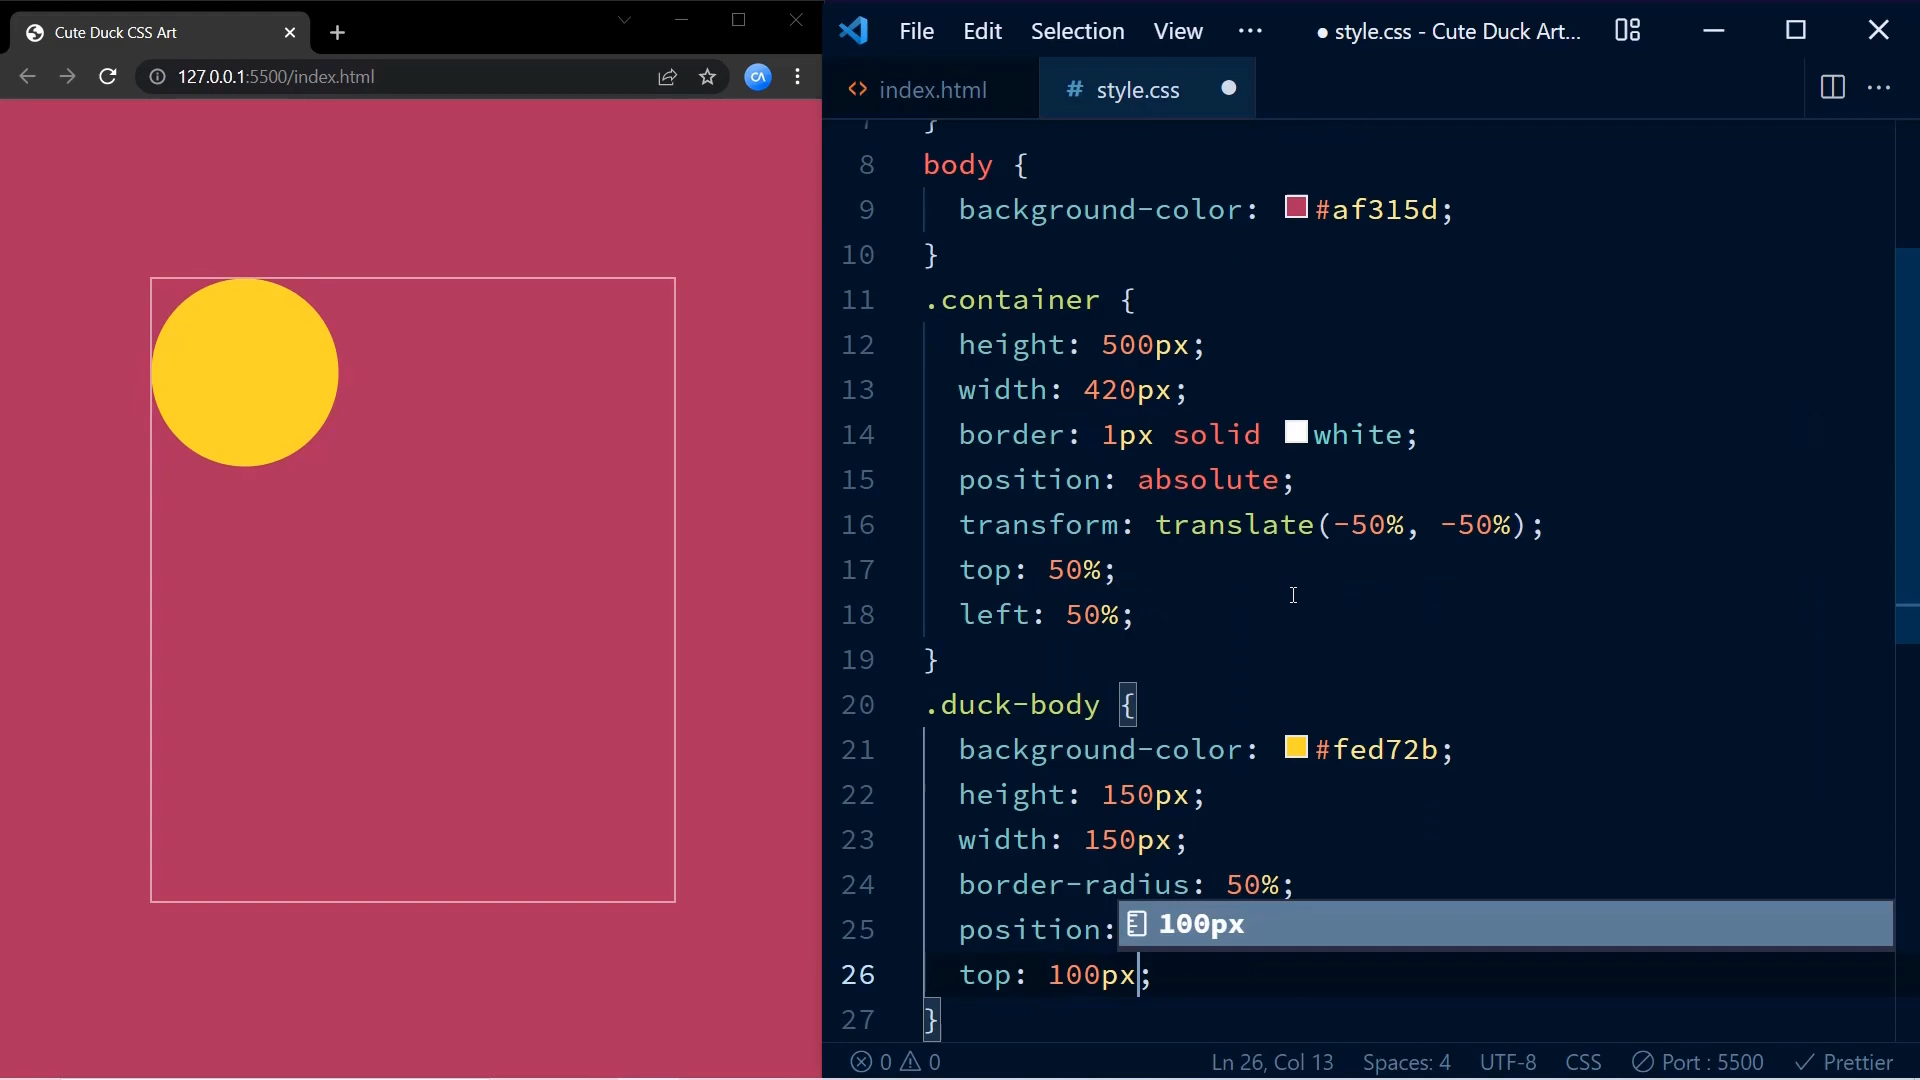 Cute Duck CSS Art
127.0.0.1:5500/index.html
CA
File Edit Selection View ··· ● style.css - Cute Duck Art...
<> index.html # style.css ●
7 }
8 body {
9 background-color: #af315d;
10 }
11 .container {
12 height: 500px;
13 width: 420px;
14 border: 1px solid white;
15 position: absolute;
16 transform: translate(-50%, -50%);
17 top: 50%;
18 left: 50%;
19 }
20 .duck-body {
21 background-color: #fed72b;
22 height: 150px;
23 width: 150px;
24 border-radius: 50%;
25 position:
100px
26 top: 100px;
27 }
0 0 Ln 26, Col 13 Spaces: 4 UTF-8 CSS Port : 5500 Prettier